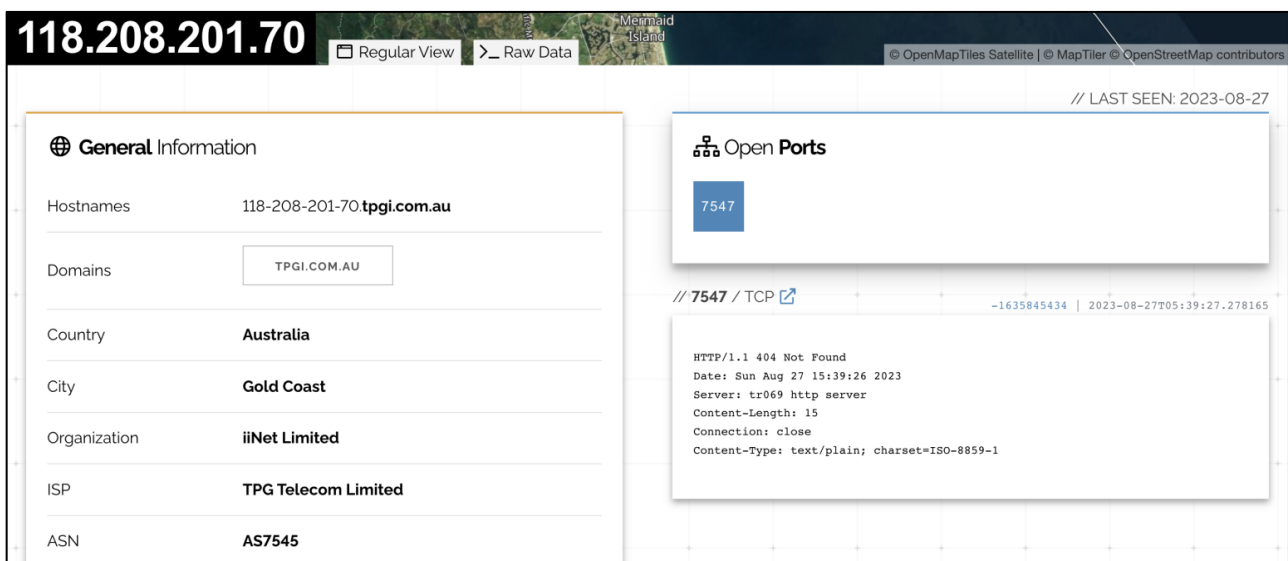 118.208.201.70
Mermaid
Island
Regular View
>_ Raw Data
© OpenMapTiles Satellite | © MapTiler © OpenStreetMap contributors
// LAST SEEN: 2023-08-27
General Information
Hostnames 118-208-201-70.tpgi.com.au
Domains TPGI.COM.AU
Country Australia
City Gold Coast
Organization iiNet Limited
ISP TPG Telecom Limited
ASN AS7545
Open Ports
7547
// 7547 / TCP
-1635845434 | 2023-08-27T05:39:27.278165
HTTP/1.1 404 Not Found
Date: Sun Aug 27 15:39:26 2023
Server: tr069 http server
Content-Length: 15
Connection: close
Content-Type: text/plain; charset=ISO-8859-1